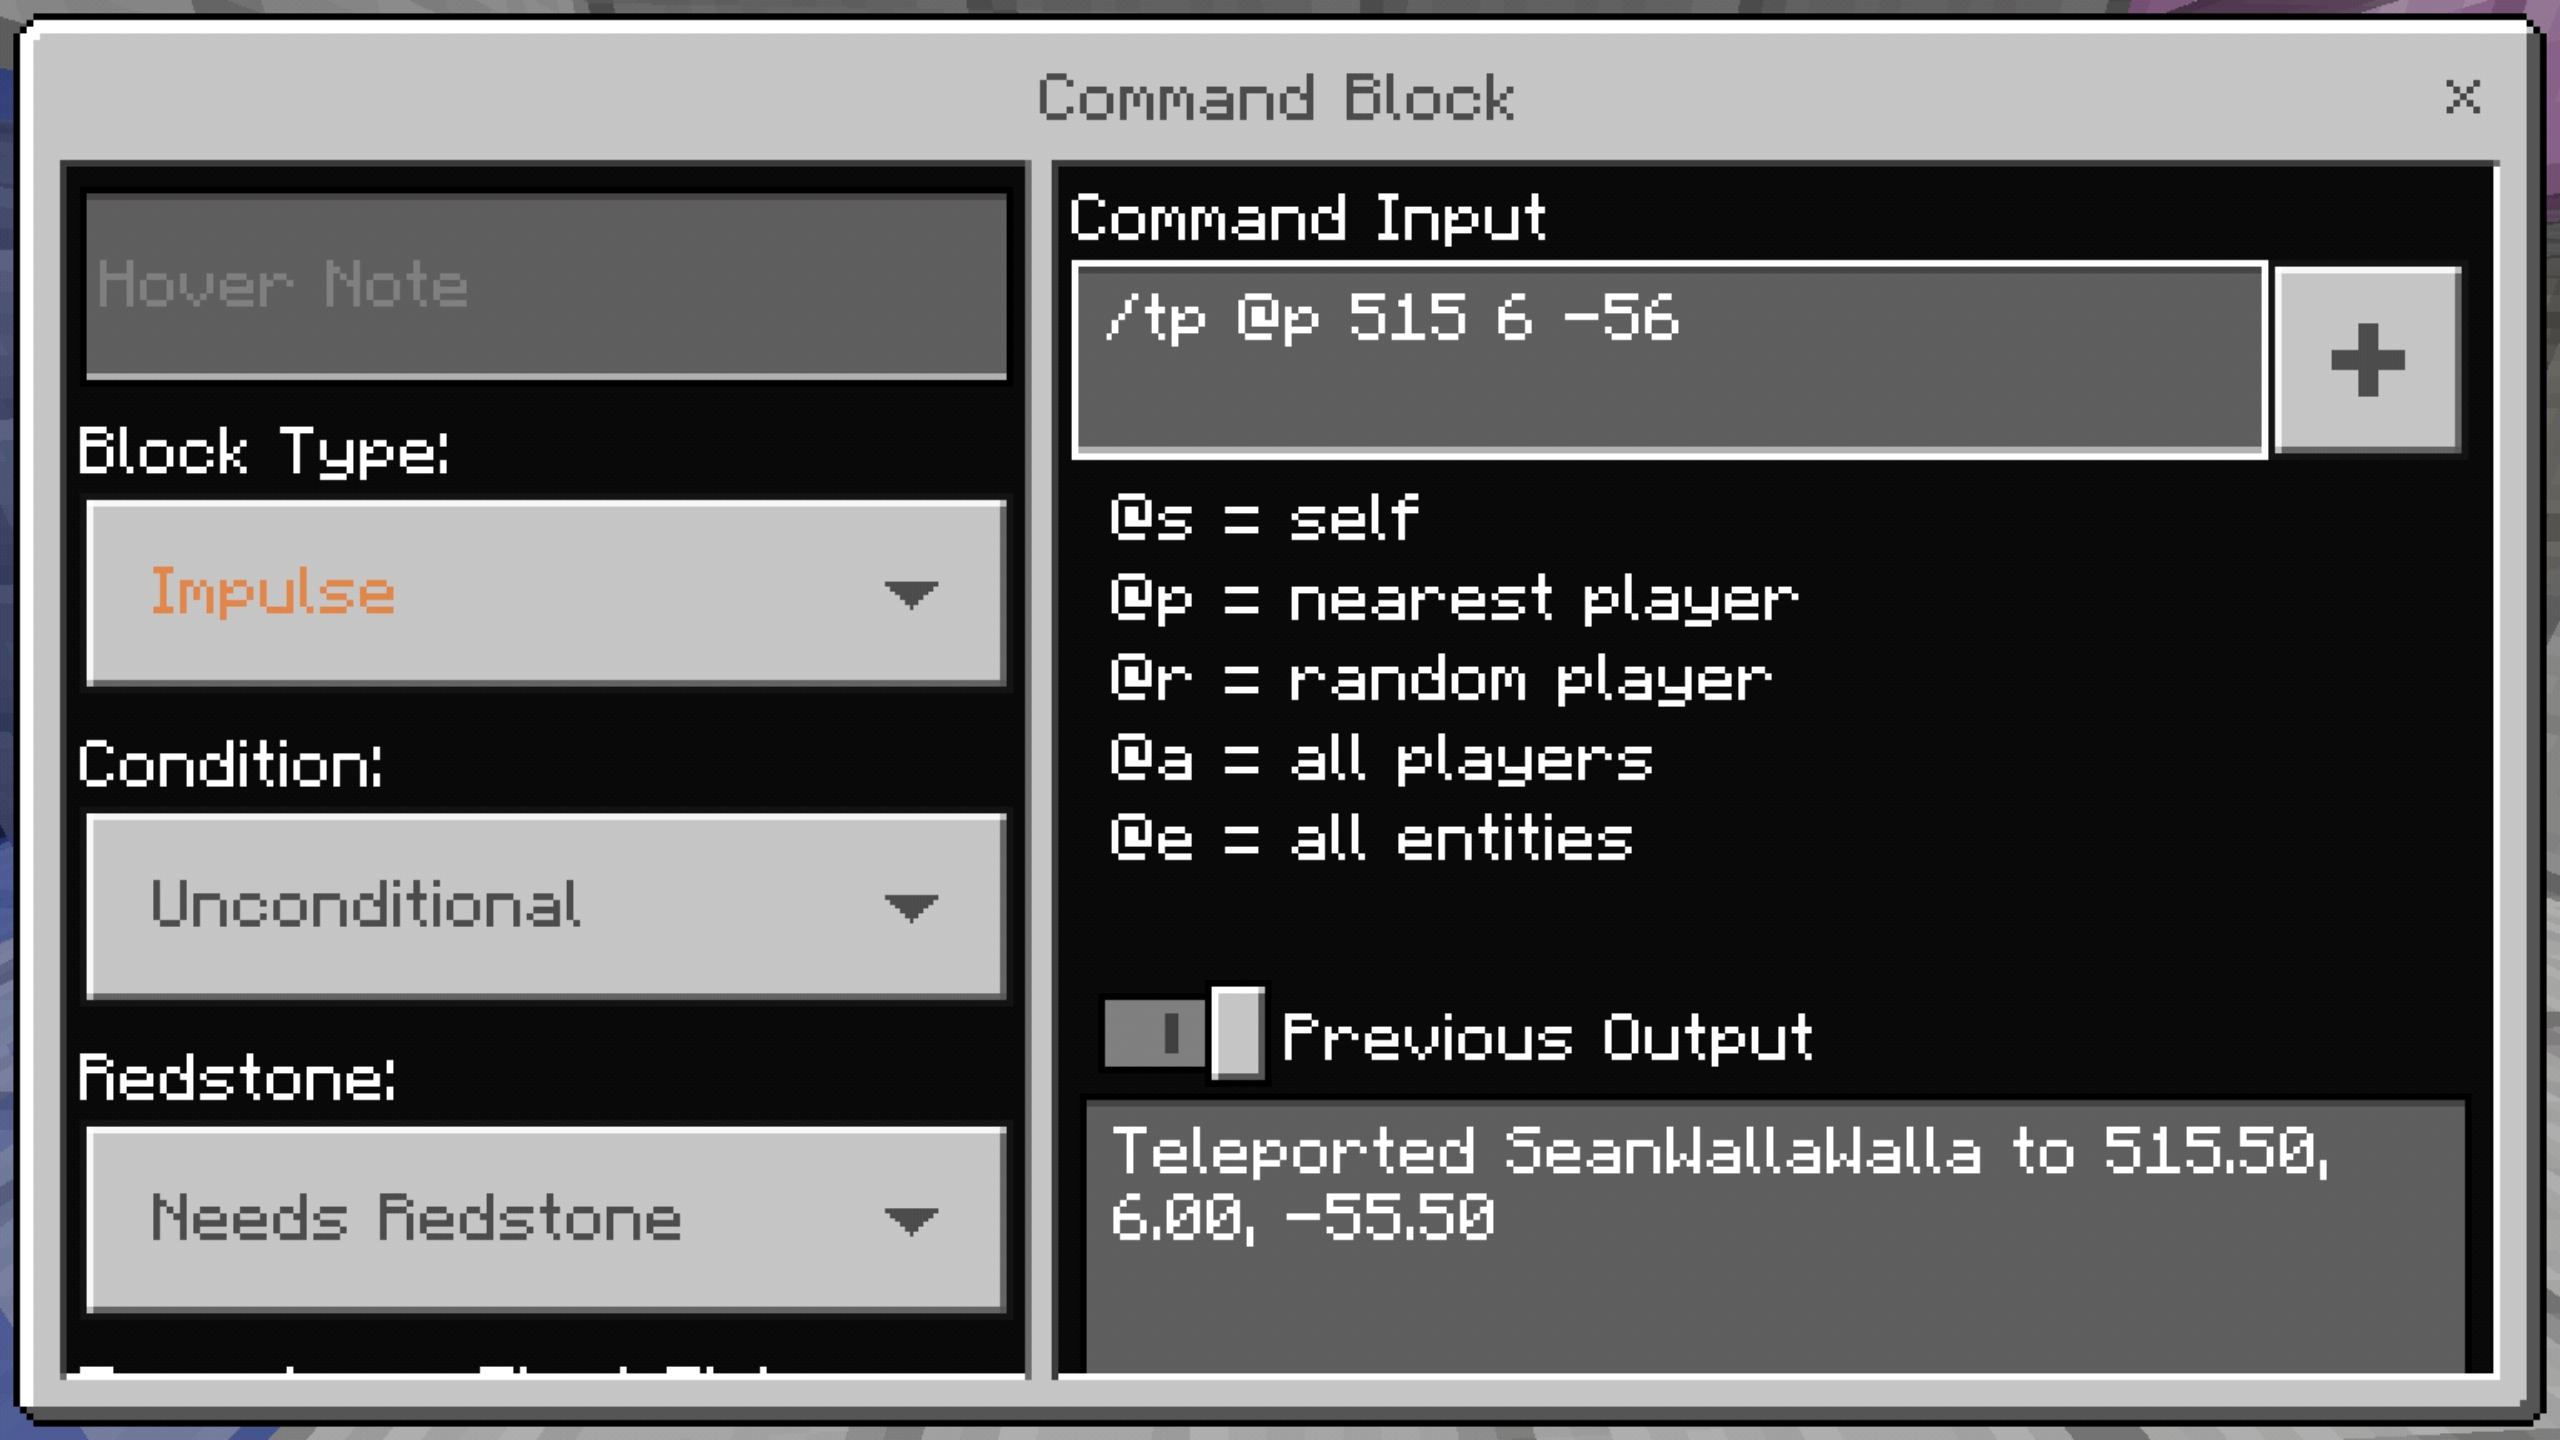 Command Block
Hover Note
Block Type:
Impulse
Condition:
Unconditional
Redstone:
Needs Redstone
Command Input
/tp @p 515 6 -56
@s = self
@p = nearest player
@r = random player
@a = all players
@e = all entities
Previous Output
Teleported SeanWallaWalla to 515.50,
6.00, -55.50